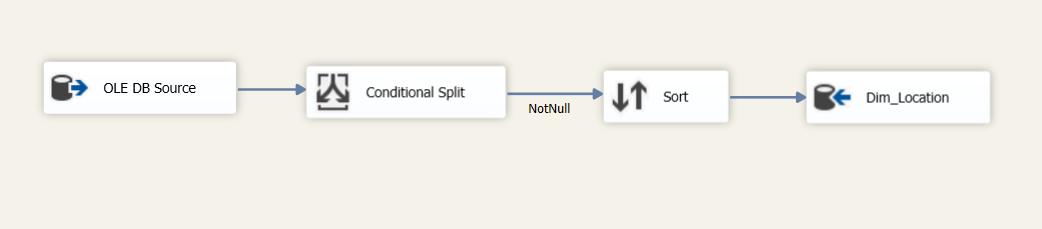 OLE DB Source
Conditional Split
NotNull
Sort
Dim_Location